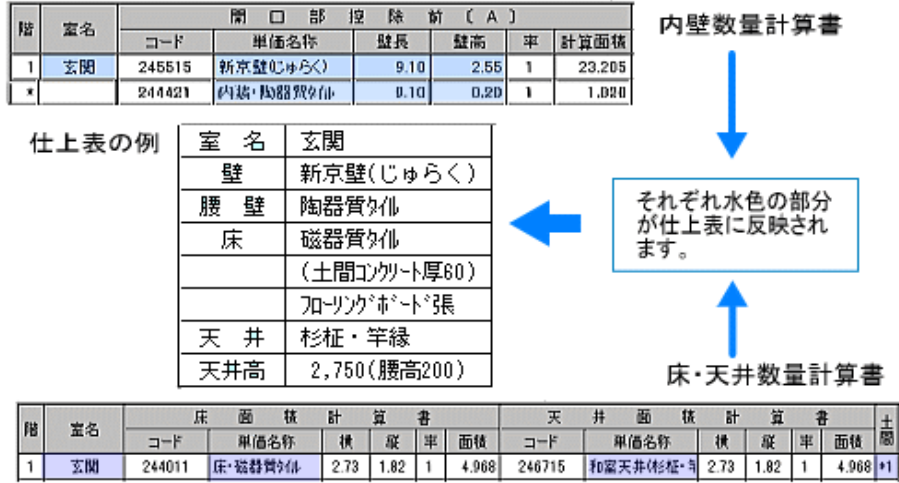 内壁数量計算書
階 室名 開口部控除前〔A〕
コード 単価名称 壁長 壁高 率 計算面積
1 玄関 245515 新京壁(じゅらく) 9.10 2.55 1 23.205
* 244421 内装・陶器質タイル 0.20 1
仕上表の例
室名 玄関
壁 新京壁(じゅらく)
腰壁 陶器質タイル
床 磁器質タイル
(土間コンクリート厚60)
フローリングボード張
天井 杉柾・竿縁
天井高 2,750(腰高200)
それぞれ水色の部分
が仕上表に反映され
ます。
床・天井数量計算書
階 室名 床面積計算書 天井面積計算書 土間
コード 単価名称 横 縦 率 面積 コード 単価名称 横 縦 率 面積
1 玄関 244011 床・磁器質タイル 2.73 1.82 1 4.968 246715 和室天井(杉柾・ 2.73 1.82 1 4.968 *1